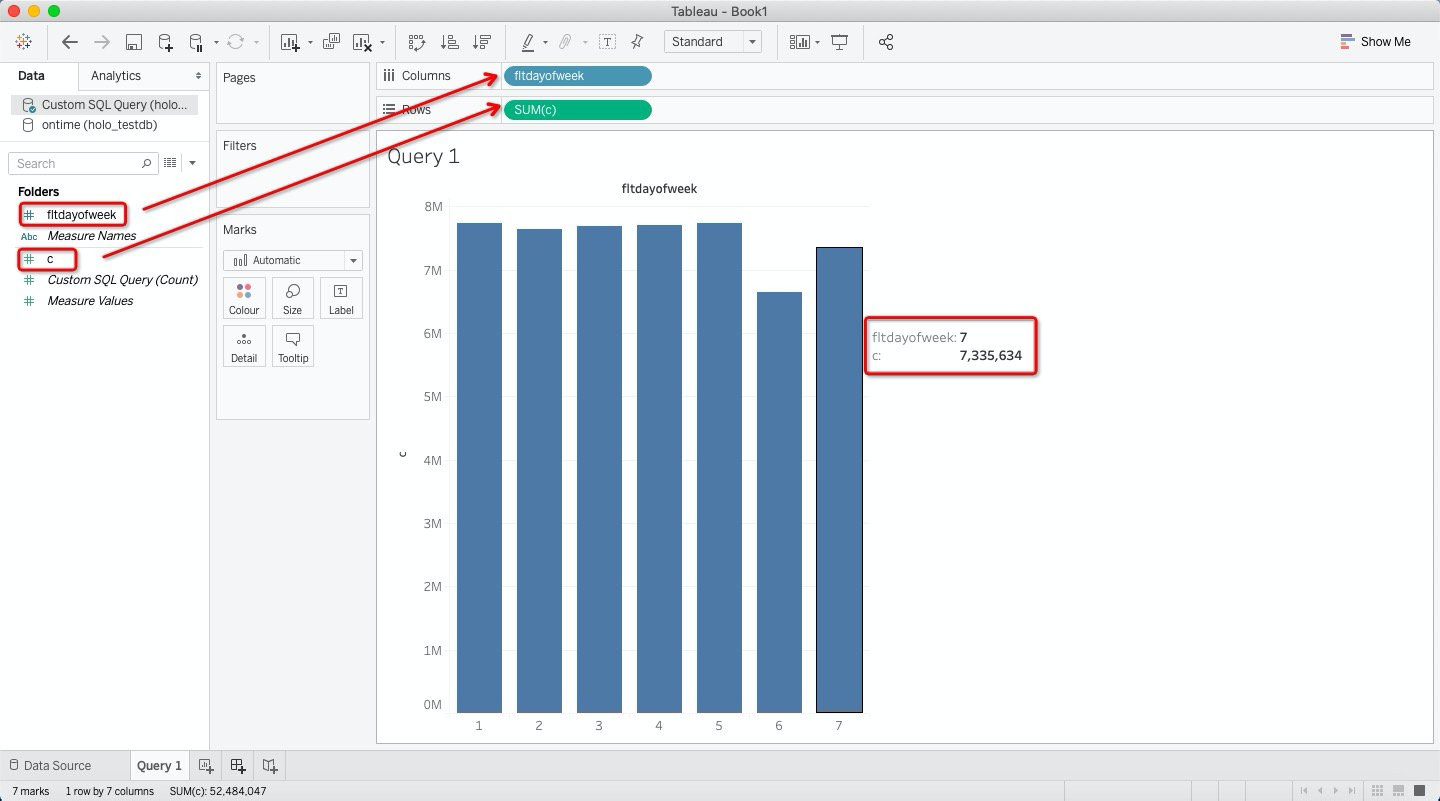 Tableau - Book1
Standard
Show Me
Data
Analytics
Custom SQL Query (holo...
ontime (holo_testdb)
Search
Folders
fltdayofweek
Abc Measure Names
c
Custom SQL Query (Count)
Measure Values
Pages
Filters
Marks
Automatic
Colour
Size
T
Label
Detail
Tooltip
Columns
fltdayofweek
Rows
SUM(c)
Query 1
fltdayofweek
8M
7M
6M
5M
4M
3M
2M
1M
0M
c
1 2 3 4 5 6 7
fltdayofweek: 7
c: 7,335,634
Data Source
Query 1
7 marks
1 row by 7 columns
SUM(c): 52,484,047